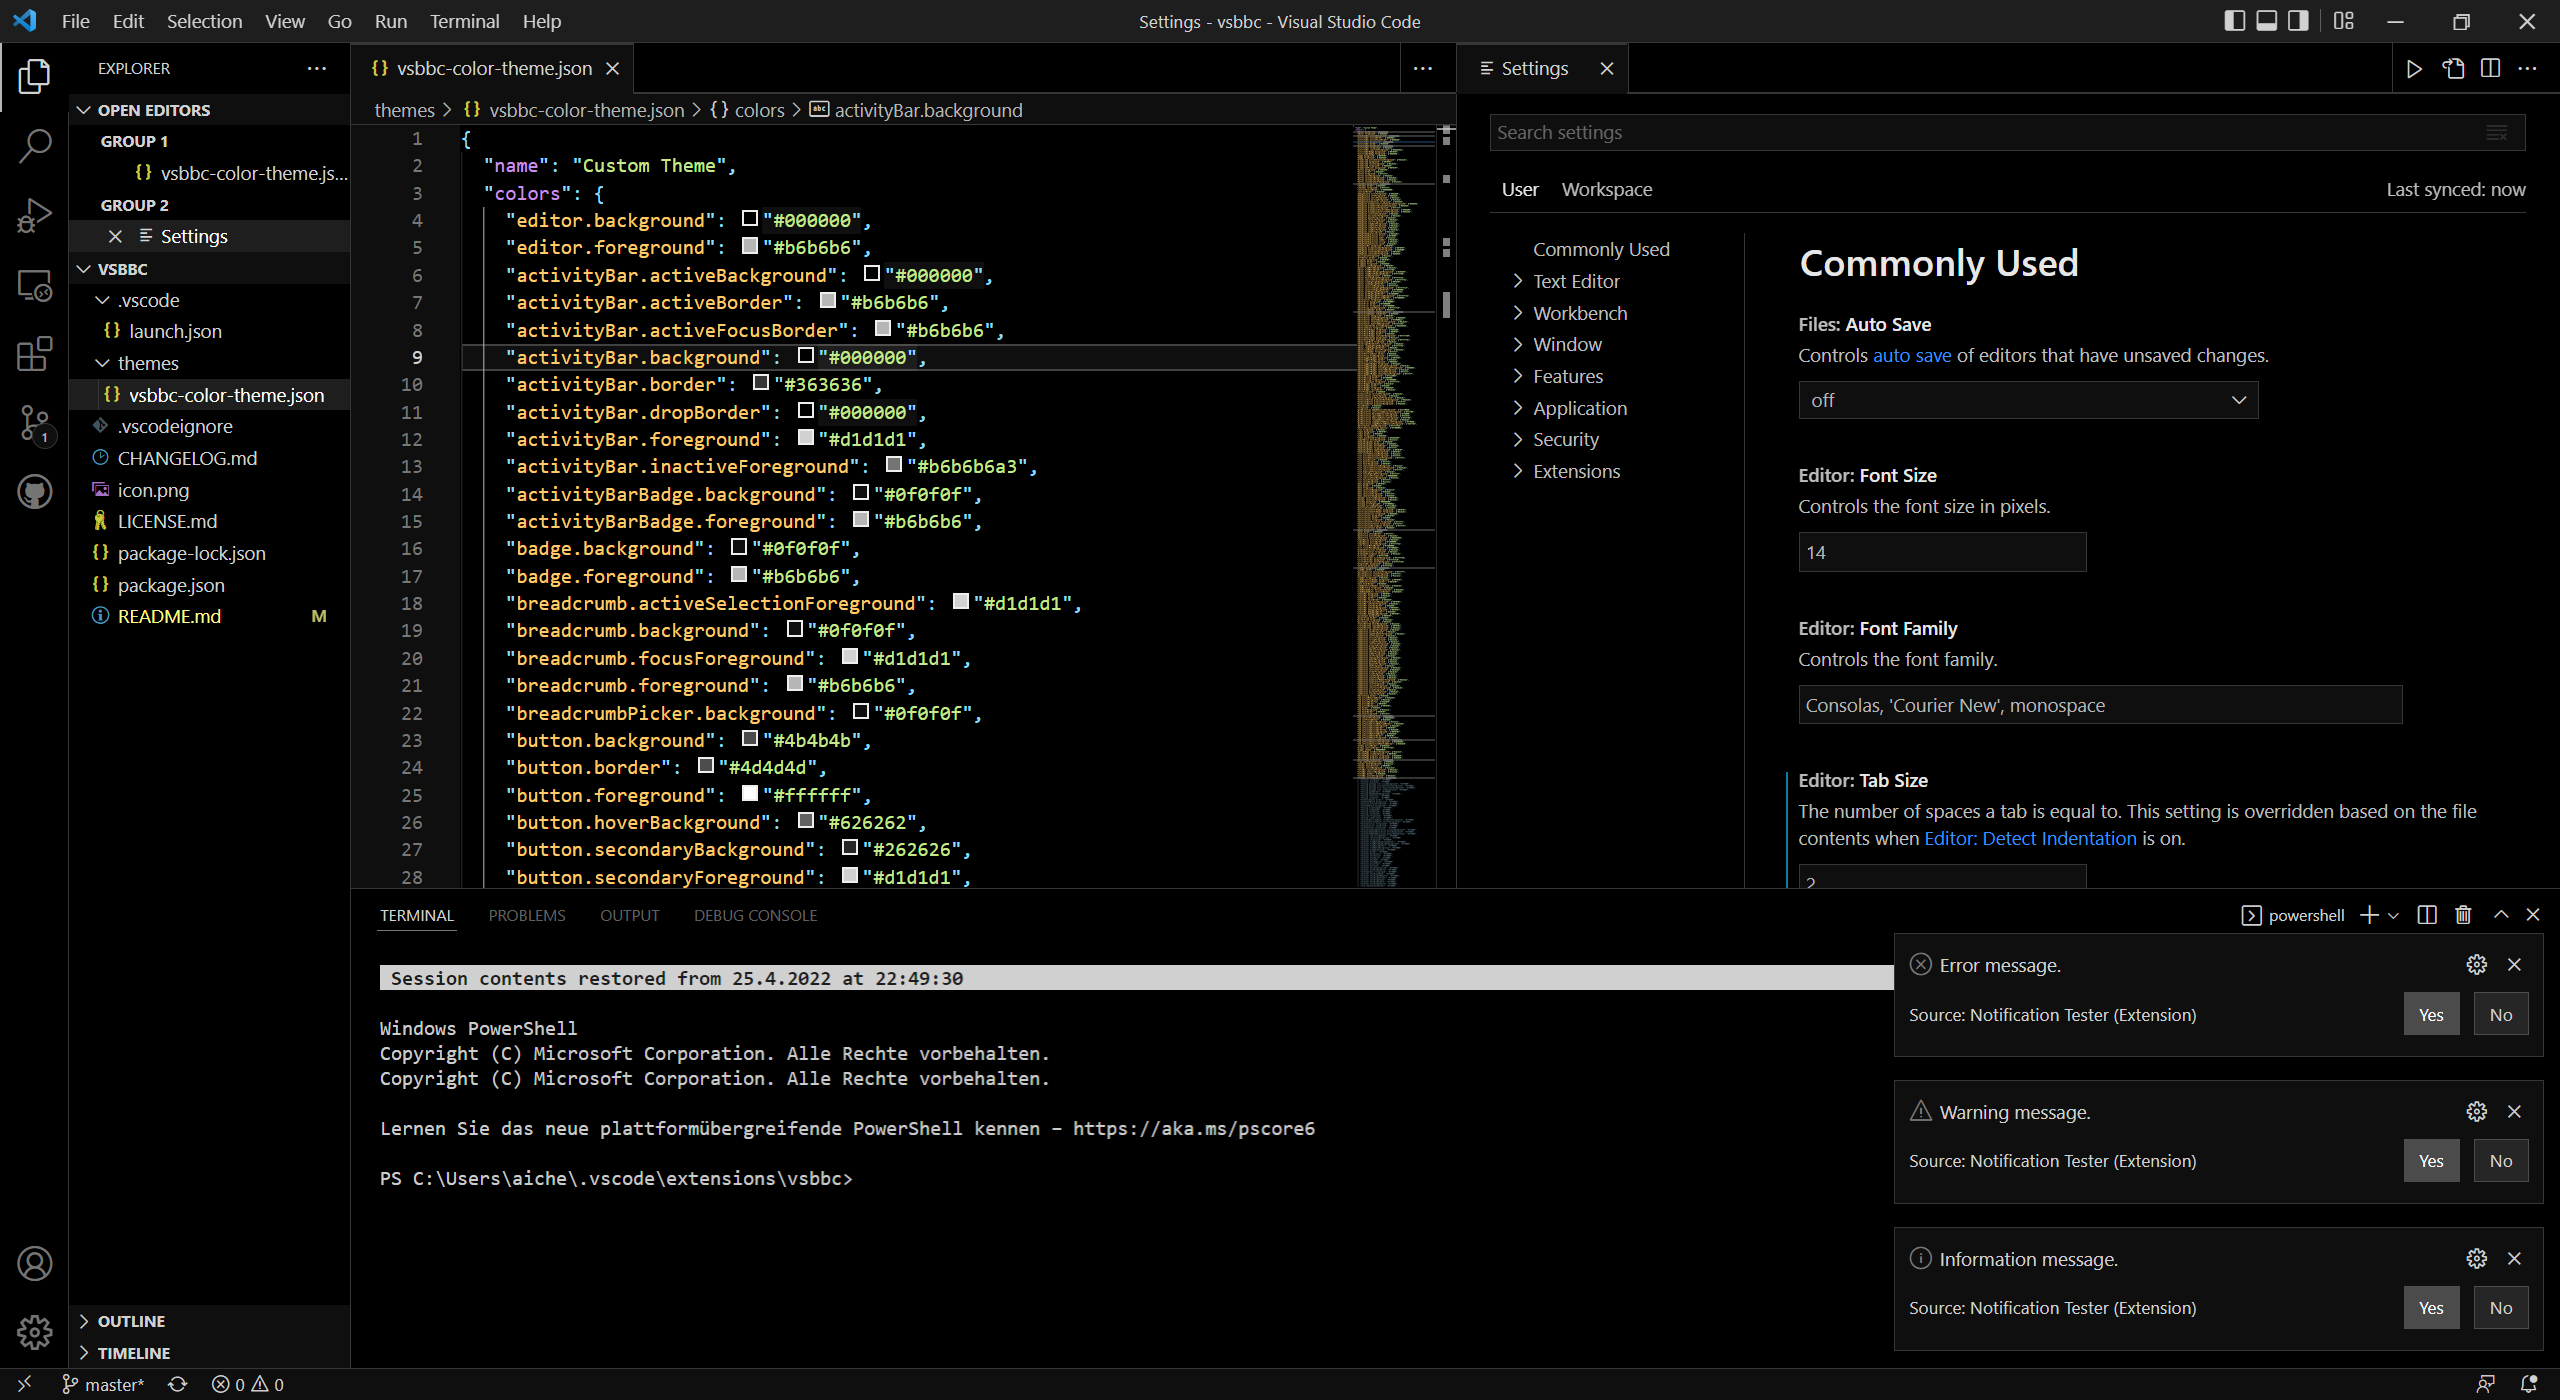 File Edit Selection View Go Run Terminal Help
Settings - vsbbc - Visual Studio Code
EXPLORER
OPEN EDITORS
GROUP 1
vsbbc-color-theme.js...
GROUP 2
Settings
VSBBC
.vscode
launch.json
themes
vsbbc-color-theme.json
.vscodeignore
CHANGELOG.md
icon.png
LICENSE.md
package-lock.json
package.json
README.md M
1
OUTLINE
TIMELINE
vsbbc-color-theme.json
themes > vsbbc-color-theme.json > {} colors > activityBar.background
1 {
2 "name": "Custom Theme",
3 "colors": {
4 "editor.background": "#000000",
5 "editor.foreground": "#b6b6b6",
6 "activityBar.activeBackground": "#000000",
7 "activityBar.activeBorder": "#b6b6b6",
8 "activityBar.activeFocusBorder": "#b6b6b6",
9 "activityBar.background": "#000000",
10 "activityBar.border": "#363636",
11 "activityBar.dropBorder": "#000000",
12 "activityBar.foreground": "#d1d1d1",
13 "activityBar.inactiveForeground": "#b6b6b6a3",
14 "activityBarBadge.background": "#0f0f0f",
15 "activityBarBadge.foreground": "#b6b6b6",
16 "badge.background": "#0f0f0f",
17 "badge.foreground": "#b6b6b6",
18 "breadcrumb.activeSelectionForeground": "#d1d1d1",
19 "breadcrumb.background": "#0f0f0f",
20 "breadcrumb.focusForeground": "#d1d1d1",
21 "breadcrumb.foreground": "#b6b6b6",
22 "breadcrumbPicker.background": "#0f0f0f",
23 "button.background": "#4b4b4b",
24 "button.border": "#4d4d4d",
25 "button.foreground": "#ffffff",
26 "button.hoverBackground": "#626262",
27 "button.secondaryBackground": "#262626",
28 "button.secondaryForeground": "#d1d1d1",
Settings
Search settings
User Workspace
Last synced: now
Commonly Used
Text Editor
Workbench
Window
Features
Application
Security
Extensions
Commonly Used
Files: Auto Save
Controls auto save of editors that have unsaved changes.
off
Editor: Font Size
Controls the font size in pixels.
14
Editor: Font Family
Controls the font family.
Consolas, 'Courier New', monospace
Editor: Tab Size
The number of spaces a tab is equal to. This setting is overridden based on the file
contents when Editor: Detect Indentation is on.
2
TERMINAL PROBLEMS OUTPUT DEBUG CONSOLE
powershell
Session contents restored from 25.4.2022 at 22:49:30
Windows PowerShell
Copyright (C) Microsoft Corporation. Alle Rechte vorbehalten.
Copyright (C) Microsoft Corporation. Alle Rechte vorbehalten.
Lernen Sie das neue plattformübergreifende PowerShell kennen – https://aka.ms/pscore6
PS C:\Users\aiche\.vscode\extensions\vsbbc>
Error message.
Source: Notification Tester (Extension)
Yes No
Warning message.
Source: Notification Tester (Extension)
Yes No
Information message.
Source: Notification Tester (Extension)
Yes No
master* 0 0